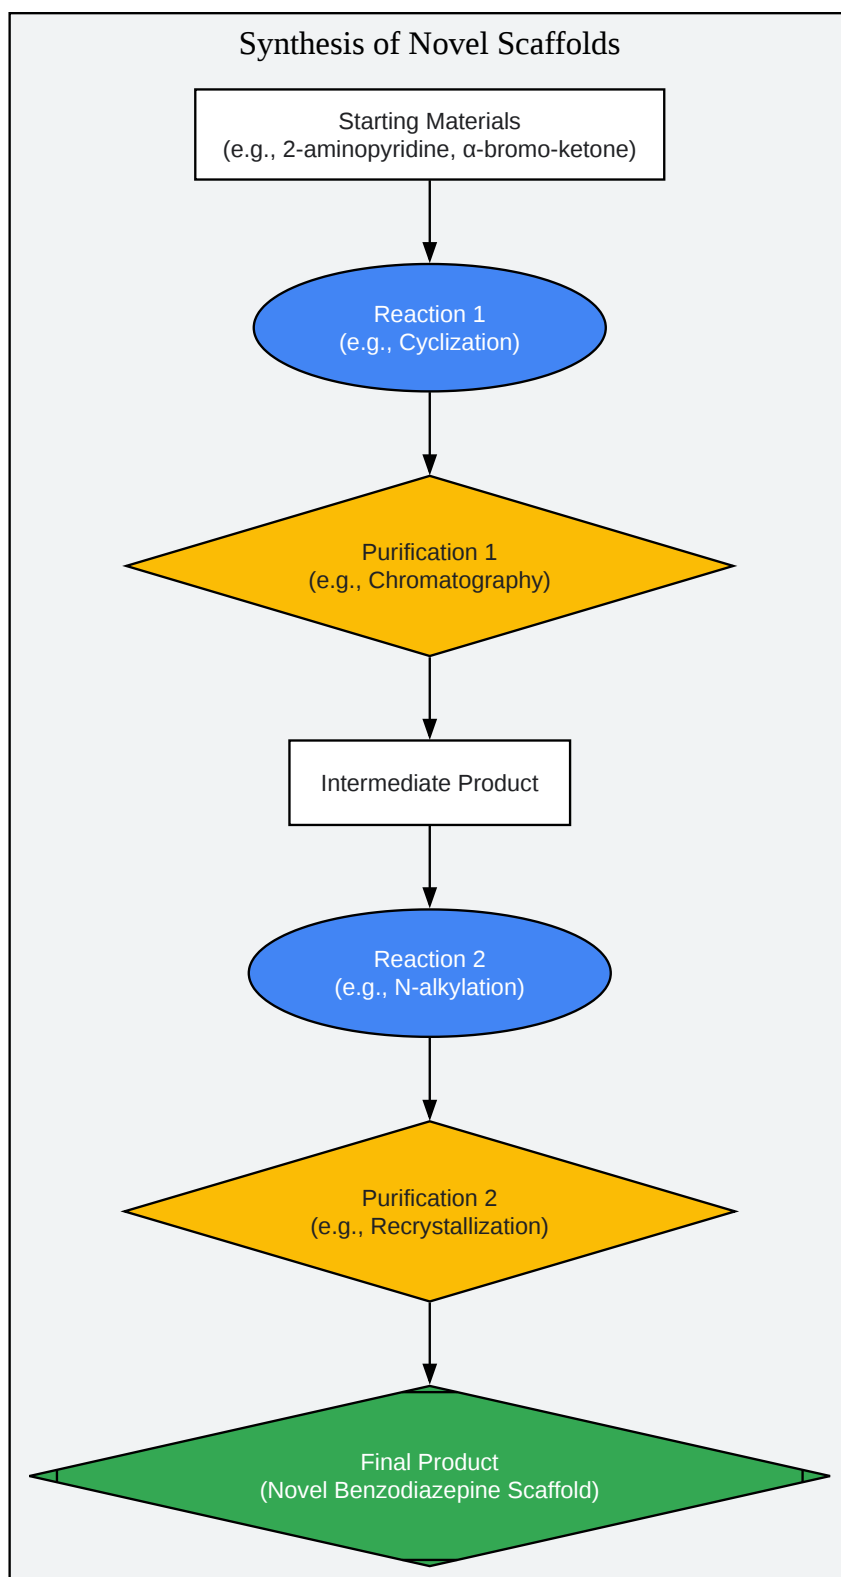 Synthesis of Novel Scaffolds
Starting Materials
(e.g., 2-aminopyridine, α-bromo-ketone)
Reaction 1
(e.g., Cyclization)
Purification 1
(e.g., Chromatography)
Intermediate Product
Reaction 2
(e.g., N-alkylation)
Purification 2
(e.g., Recrystallization)
Final Product
(Novel Benzodiazepine Scaffold)